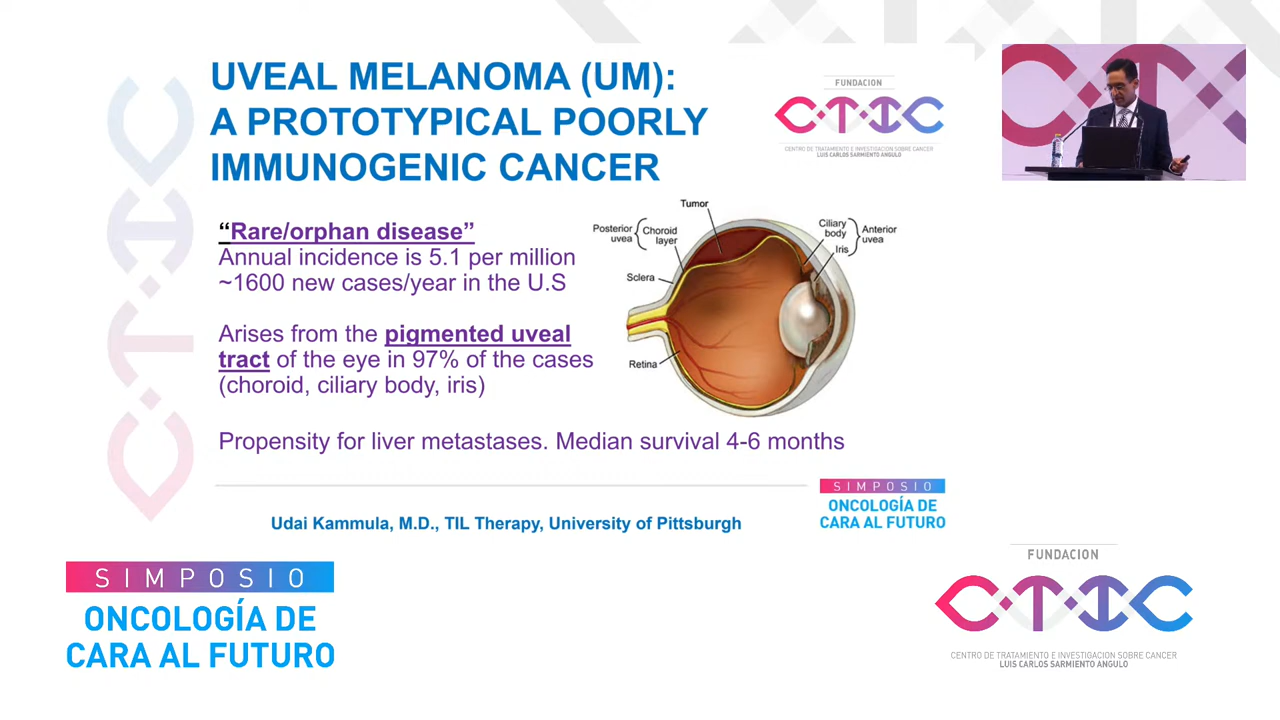 UVEAL MELANOMA (UM):
A PROTOTYPICAL POORLY
IMMUNOGENIC CANCER
FUNDACION
C·T·IC
CENTRO DE TRATAMIENTO E INVESTIGACION SOBRE CÁNCER
LUIS CARLOS SARMIENTO ANGULO
“Rare/orphan disease”
Annual incidence is 5.1 per million
~1600 new cases/year in the U.S
Arises from the pigmented uveal
tract of the eye in 97% of the cases
(choroid, ciliary body, iris)
Tumor
Posterior
uvea
Choroid
layer
Sclera
Retina
Ciliary
body
Iris
Anterior
uvea
Propensity for liver metastases. Median survival 4-6 months
Udai Kammula, M.D., TIL Therapy, University of Pittsburgh
SIMPOSIO
ONCOLOGÍA DE
CARA AL FUTURO
C·T·IC
SIMPOSIO
ONCOLOGÍA DE
CARA AL FUTURO
FUNDACION
C·T·IC
CENTRO DE TRATAMIENTO E INVESTIGACION SOBRE CÁNCER
LUIS CARLOS SARMIENTO ANGULO